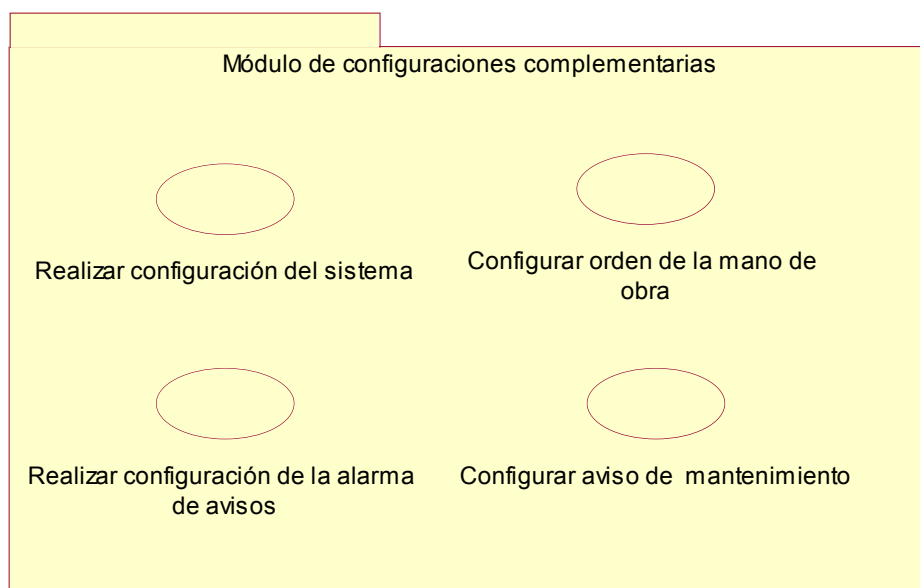 Módulo de configuraciones complementarias
Realizar configuración del sistema
Configurar orden de la mano de
obra
Realizar configuración de la alarma
de avisos
Configurar aviso de mantenimiento